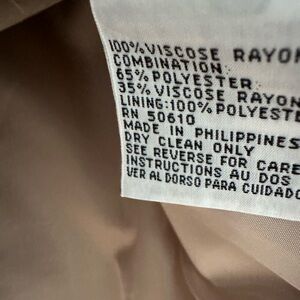 100% VISCOSE RAYON
COMBINATION:
65% POLYESTER
35% VISCOSE RAYON
LINING: 100% POLYESTE
RN 50610
MADE IN PHILIPPINES
DRY CLEAN ONLY
SEE REVERSE FOR CARE
INSTRUCTIONS AU DOS
VER AL DORSO PARA CUIDADO